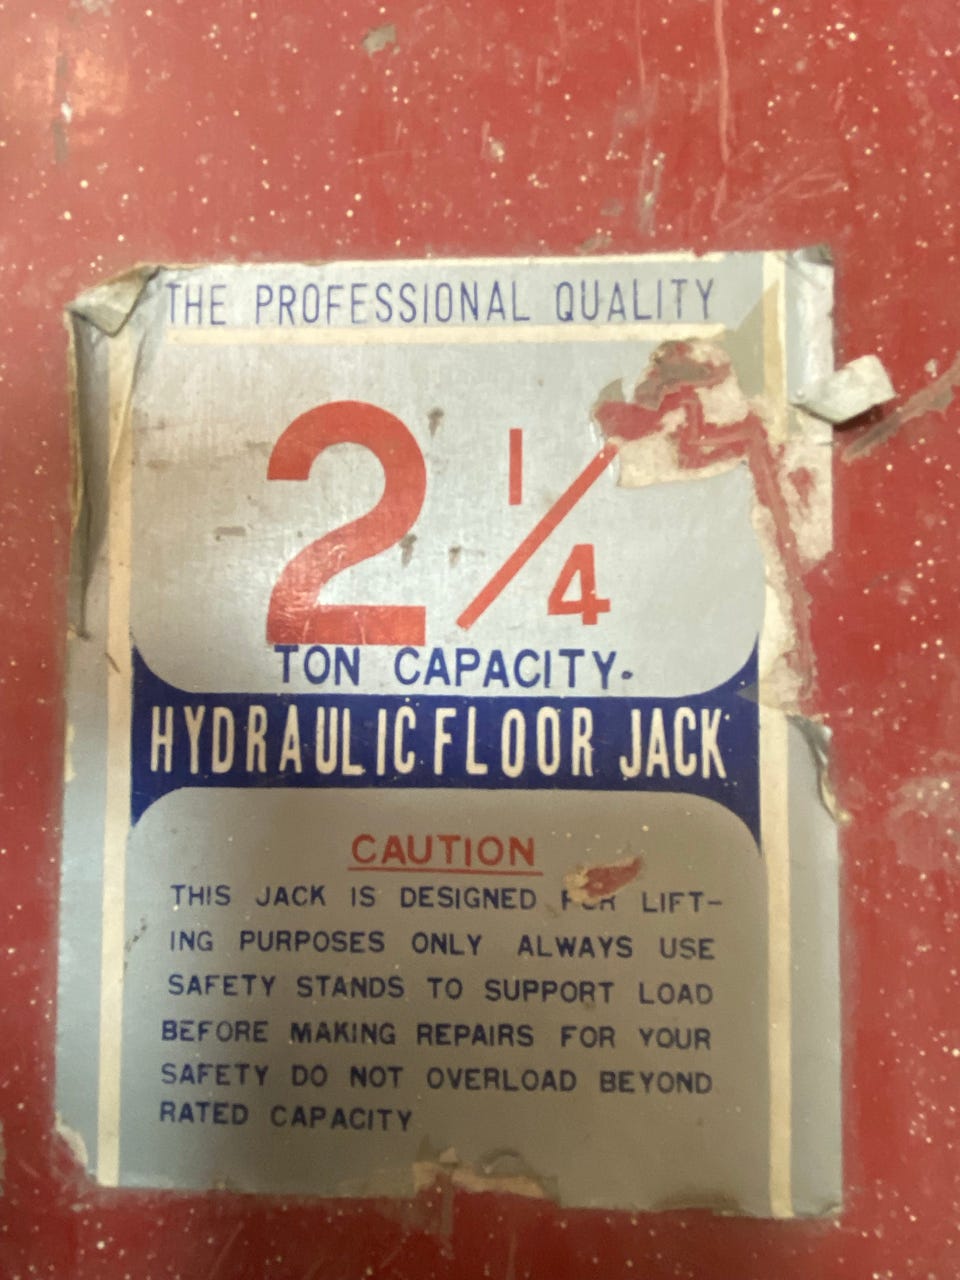 THE PROFESSIONAL QUALITY
2 1/4
TON CAPACITY.
HYDRAULIC FLOOR JACK
CAUTION
THIS JACK IS DESIGNED FOR LIFT-
ING PURPOSES ONLY ALWAYS USE
SAFETY STANDS TO SUPPORT LOAD
BEFORE MAKING REPAIRS FOR YOUR
SAFETY DO NOT OVERLOAD BEYOND
RATED CAPACITY